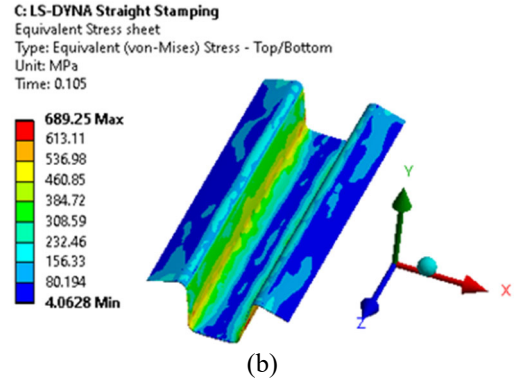 C: LS-DYNA Straight Stamping
Equivalent Stress sheet
Type: Equivalent (von-Mises) Stress - Top/Bottom
Unit: MPa
Time: 0.105
689.25 Max
613.11
536.98
460.85
384.72
308.59
232.46
156.33
80.194
4.0628 Min
Y
X
Z
(b)